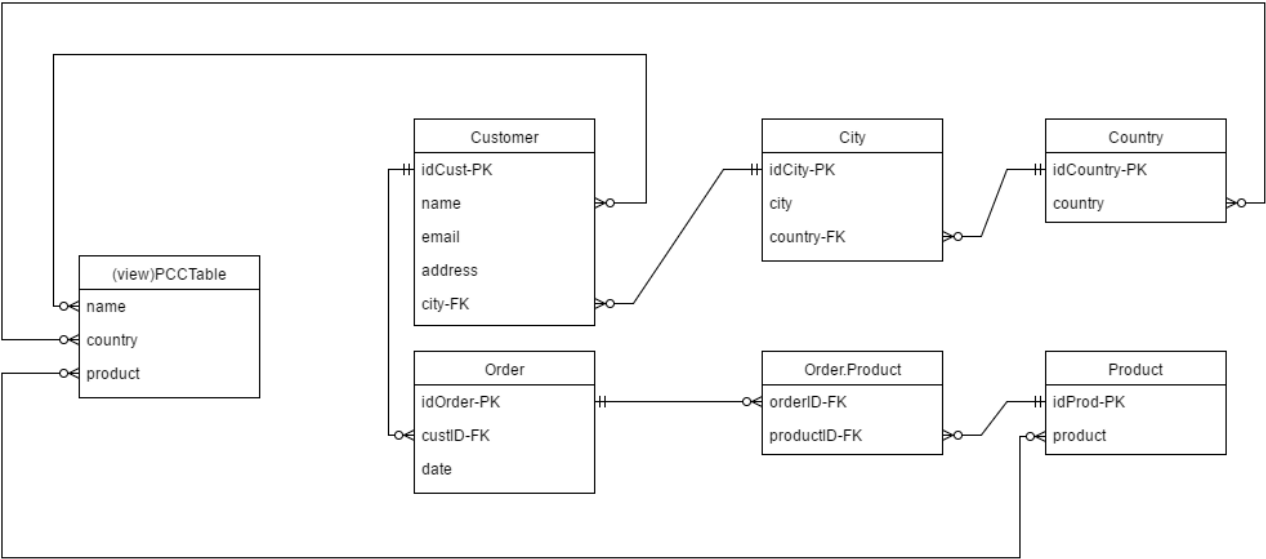 Customer
idCust-PK
name
email
address
city-FK
City
idCity-PK
city
country-FK
Country
idCountry-PK
country
(view)PCCTable
name
country
product
Order
idOrder-PK
custID-FK
date
Order.Product
orderID-FK
productID-FK
Product
idProd-PK
product